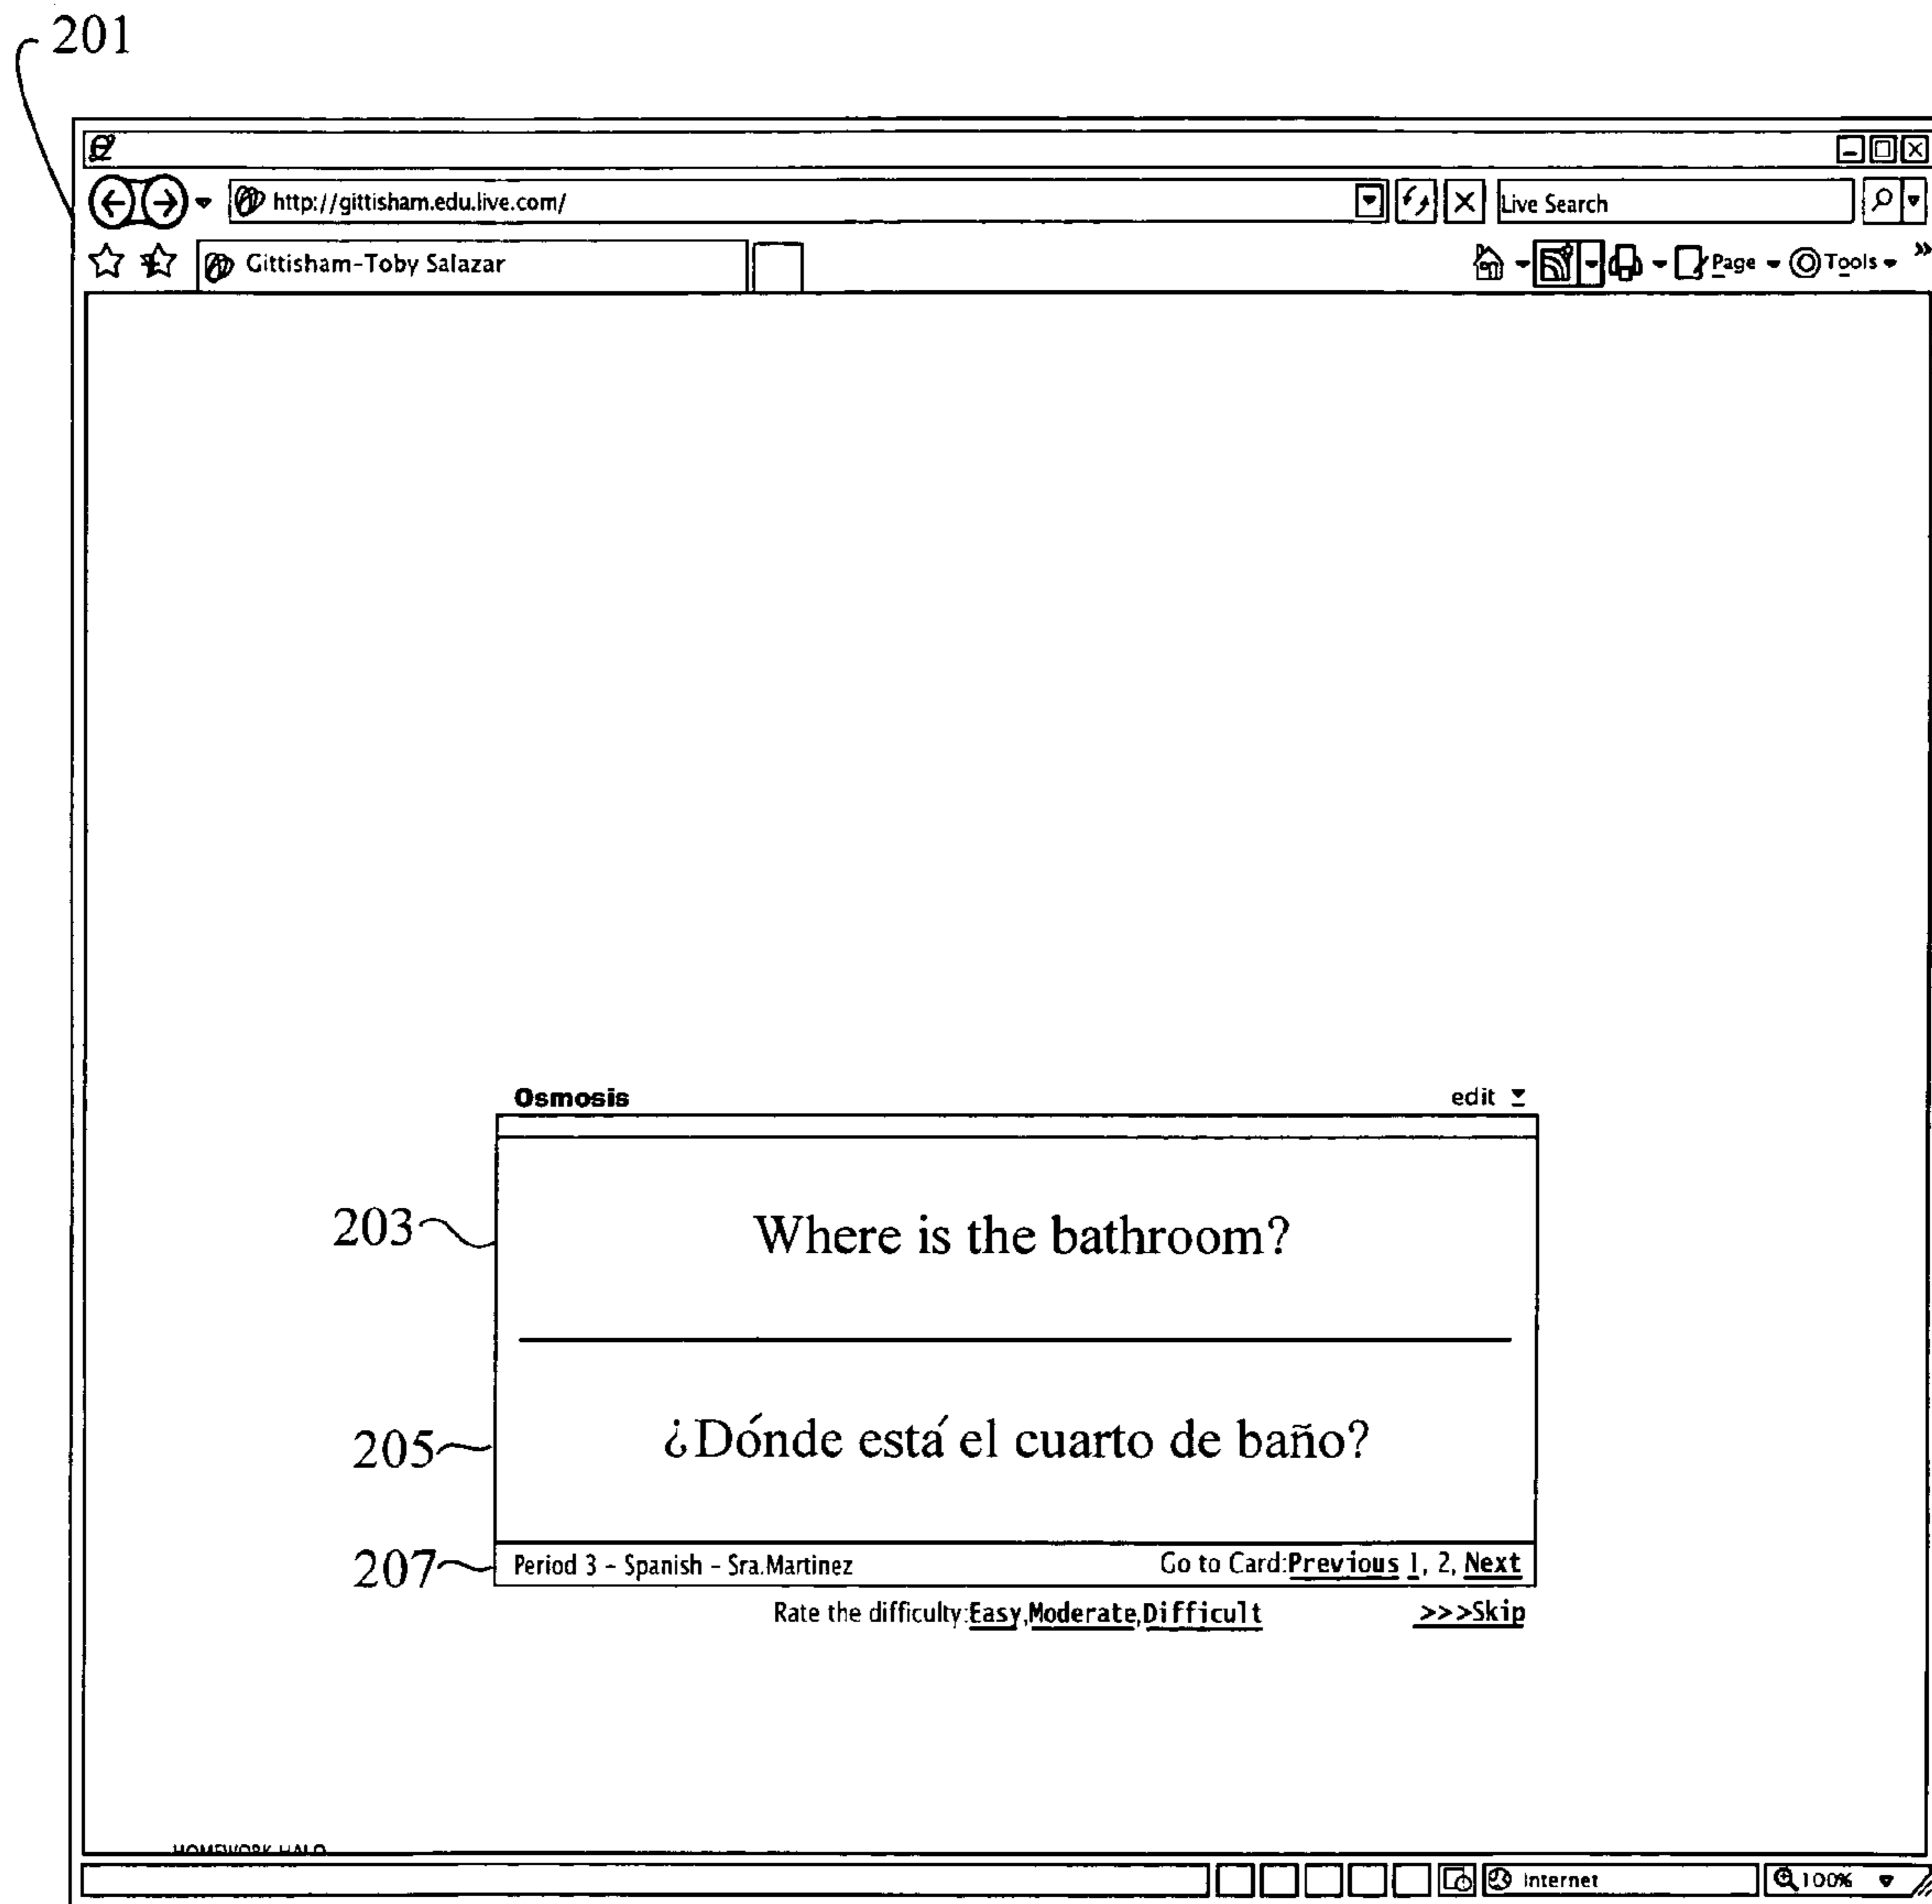 201
http://gittisham.edu.live.com/
Live Search
Gittisham-Toby Salazar
Page
Tools
»
Osmosis
edit
203
Where is the bathroom?
205
¿Dónde está el cuarto de baño?
207
Period 3 - Spanish - Sra.Martinez Go to Card:Previous 1, 2, Next
Rate the difficulty:Easy,Moderate,Difficult >>>Skip
HOMEWORK HALO
Internet 100%